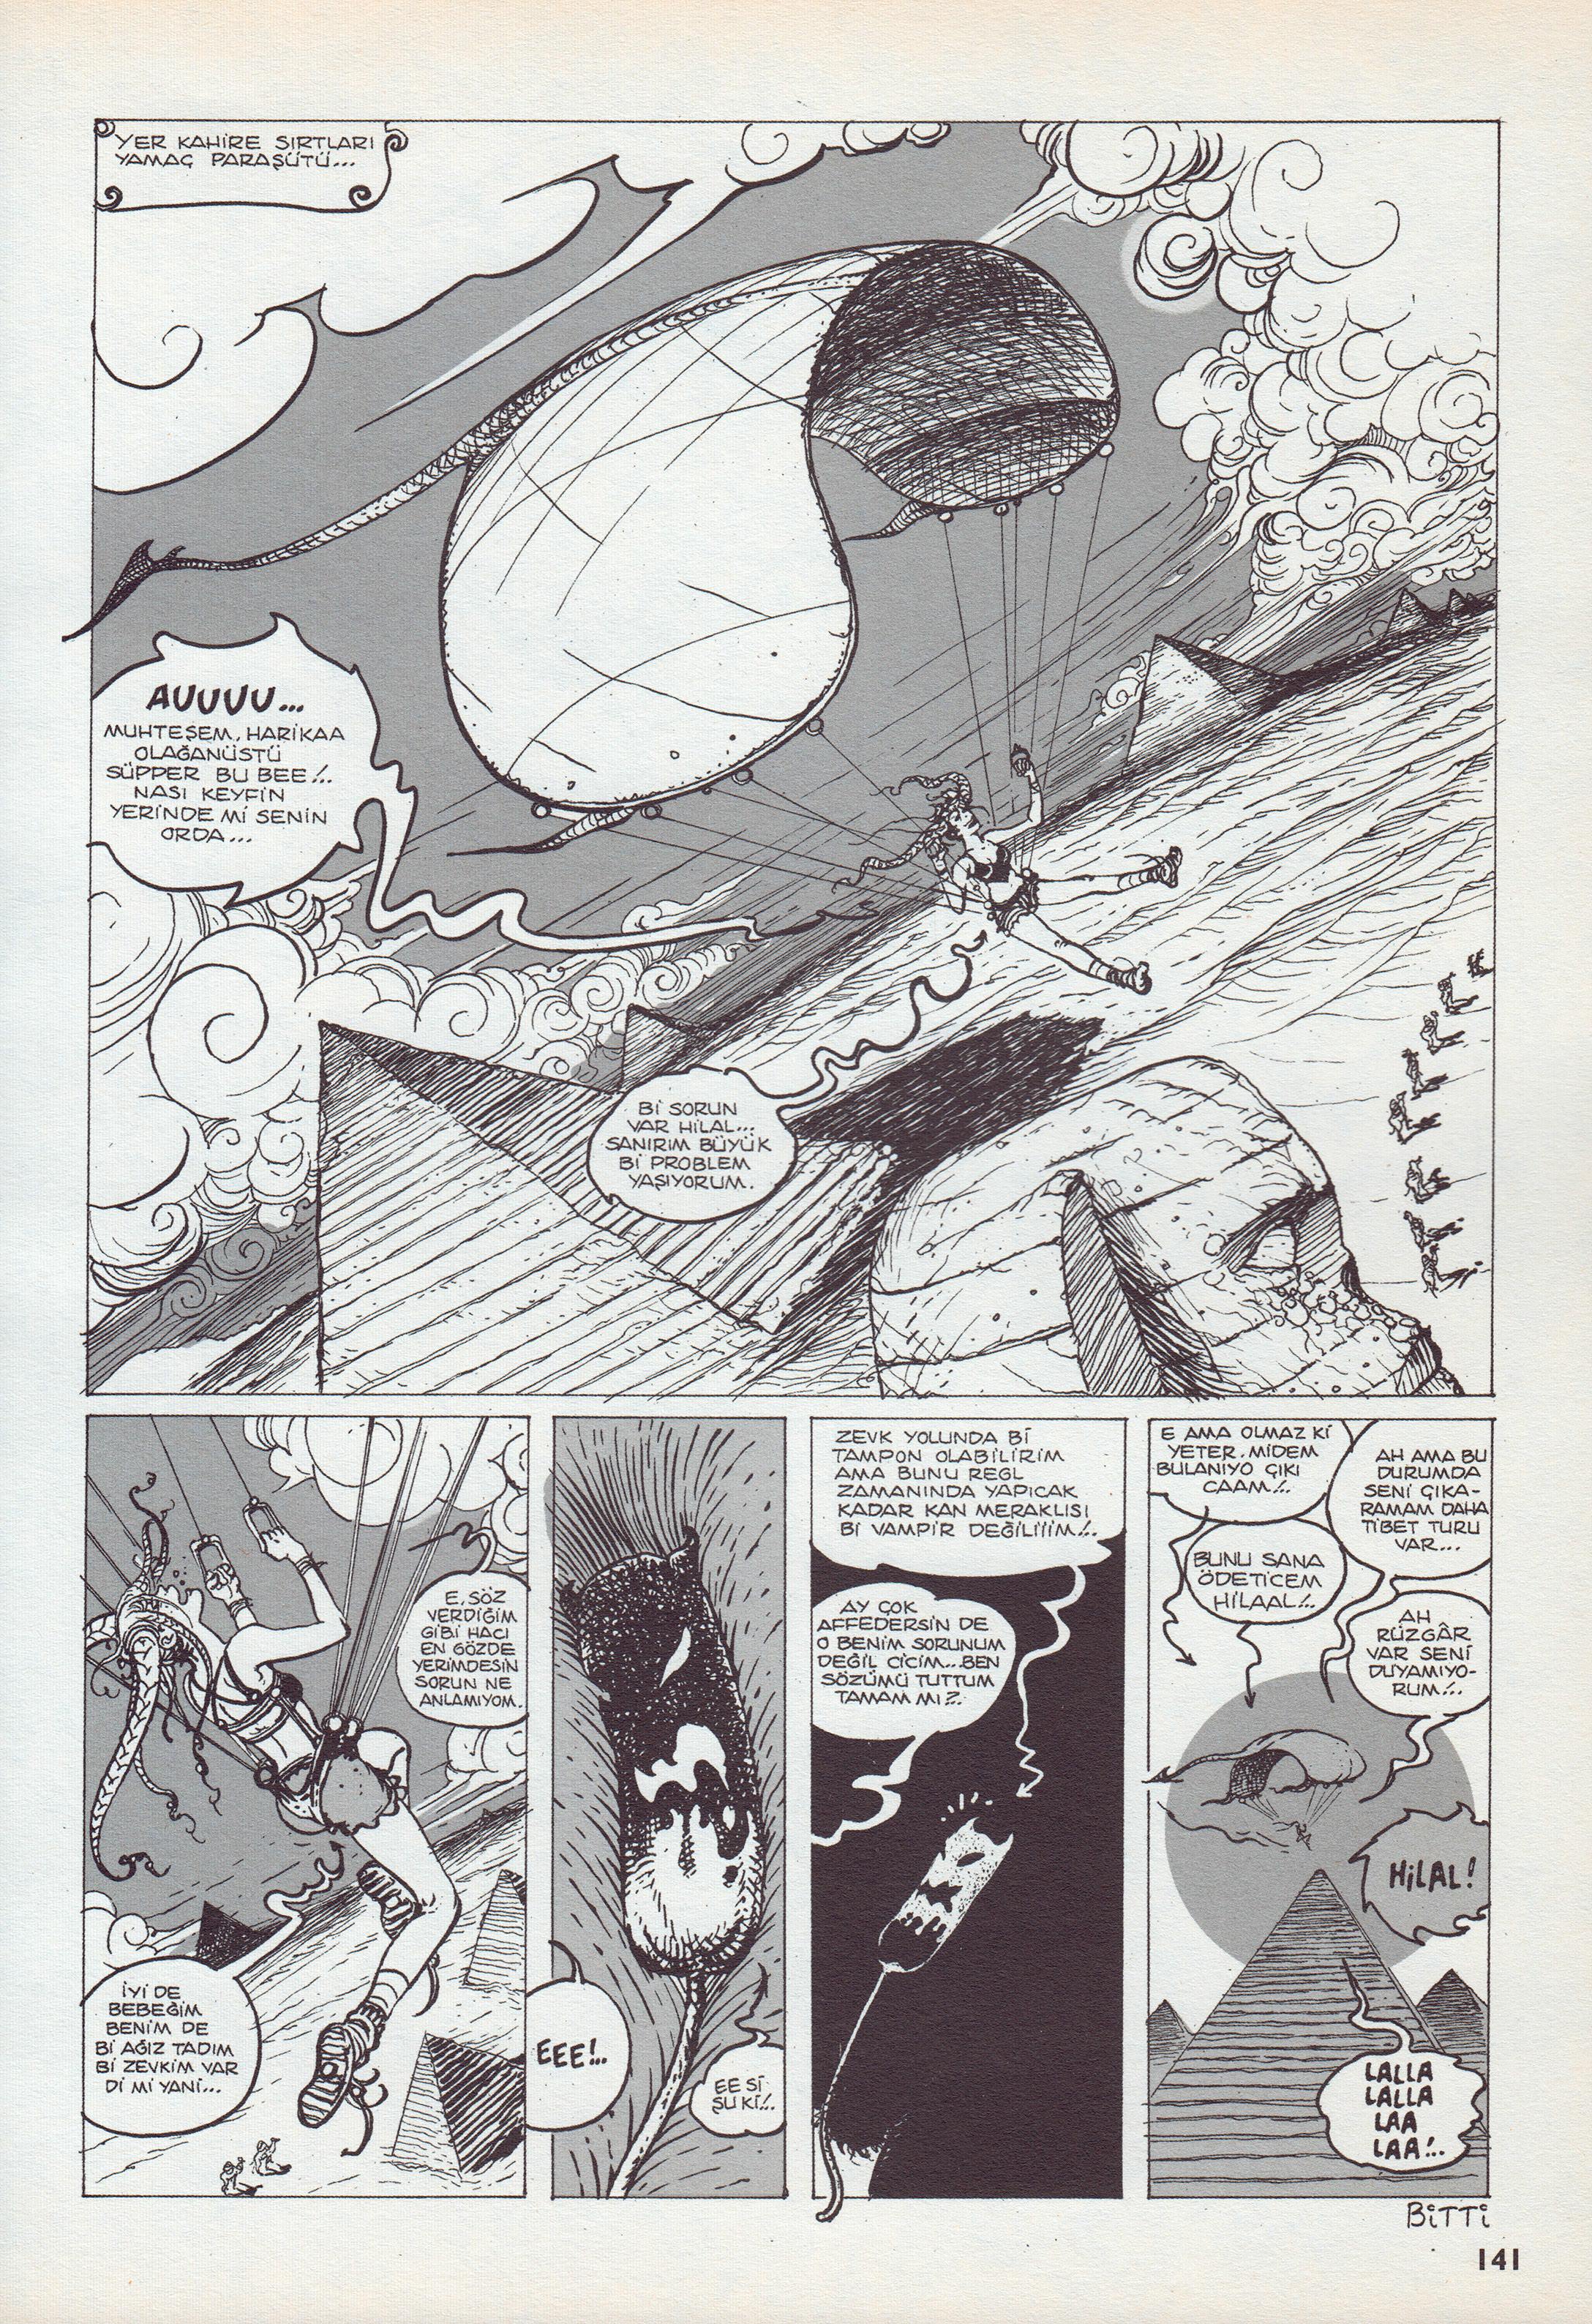 YER KAHİRE SIRTLARI
YAMAÇ PARAŞÜTÜ...
AUUUU...
MUHTEŞEM, HARİKAA
OLAĞANÜSTÜ
SÜPPER BU BEE!..
NASI KEYFİN
YERİNDE Mİ SENİN
ORDA...
Bİ SORUN
VAR HİLAL...
SANIRIM BÜYÜK
Bİ PROBLEM
YAŞIYORUM.
E, SÖZ
VERDİĞİM
GİBİ HACI
EN GÖZDE
YERİMDESİN
SORUN NE
ANLAMIYOM.
İYİ DE
BEBEĞİM
BENİM DE
Bİ AĞIZ TADIM
Bİ ZEVKİM VAR
Dİ Mİ YANİ...
EEE!..
EE Sİ
ŞU Kİ!..
ZEVK YOLUNDA Bİ
TAMPON OLABİLİRİM
AMA BUNU REGL
ZAMANINDA YAPICAK
KADAR KAN MERAKLISI
Bİ VAMPİR DEĞİLİİİM!..
AY ÇOK
AFFEDERSİN DE
O BENİM SORUNUM
DEĞİL CİCİM...BEN
SÖZÜMÜ TUTTUM
TAMAM MI?.
E AMA OLMAZ Kİ
YETER. MİDEM
BULANIYO ÇIKI
CAAM!..
AH AMA BU
DURUMDA
SENİ ÇIKA-
RAMAM DAHA
TİBET TURU
VAR...
BUNU SANA
ÖDETİCEM
HİLAAL!..
AH
RÜZGÂR
VAR SENİ
DUYAMIYO-
RUM!..
HİLAL!
LALLA
LALLA
LAA
LAA!..
BİTTİ
141